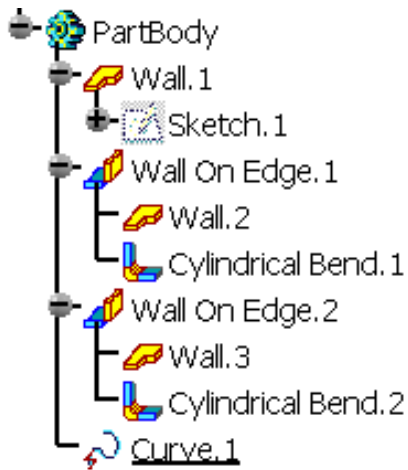 PartBody
Wall.1
Sketch.1
Wall On Edge.1
Wall.2
Cylindrical Bend.1
Wall On Edge.2
Wall.3
Cylindrical Bend.2
Curve.1